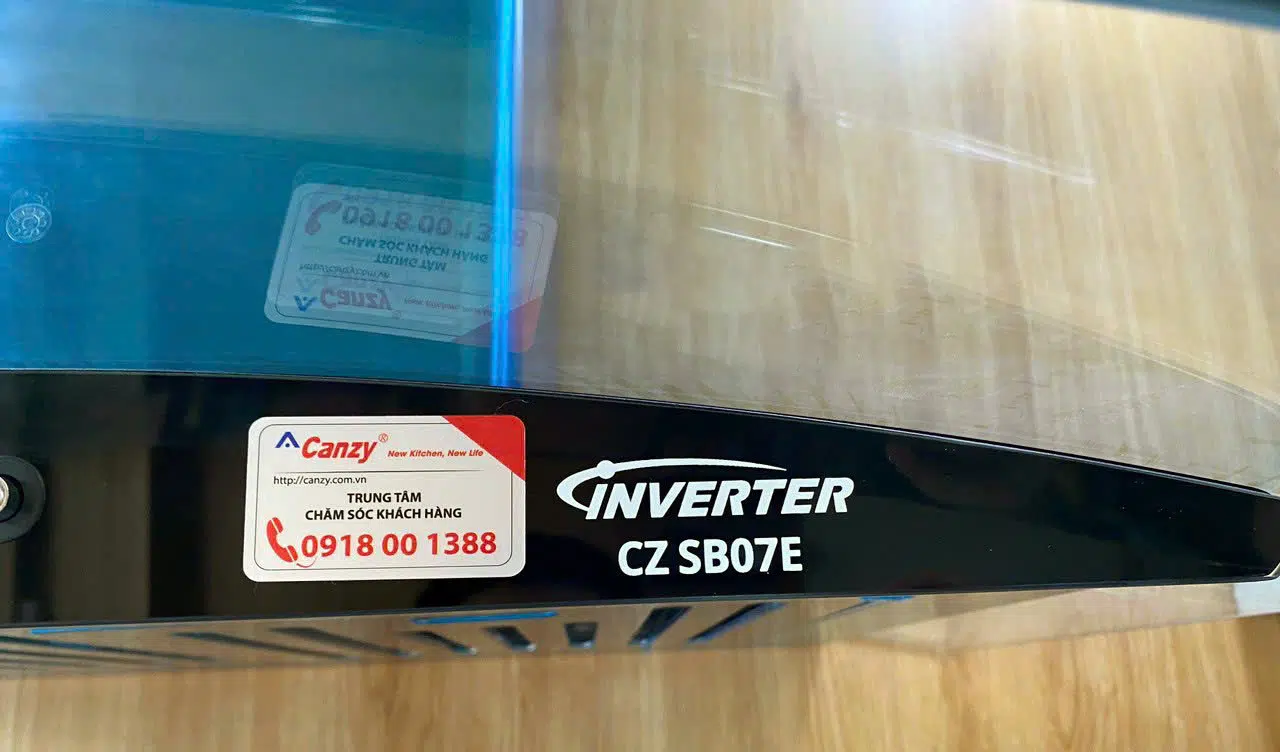 Canzy® New Kitchen, New Life
http://canzy.com.vn
TRUNG TÂM
CHĂM SÓC KHÁCH HÀNG
0918 00 1388
INVERTER
CZ SB07E